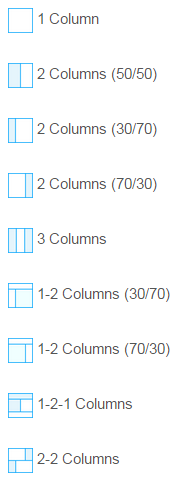 1 Column
2 Columns (50/50)
2 Columns (30/70)
2 Columns (70/30)
3 Columns
1-2 Columns (30/70)
1-2 Columns (70/30)
1-2-1 Columns
2-2 Columns